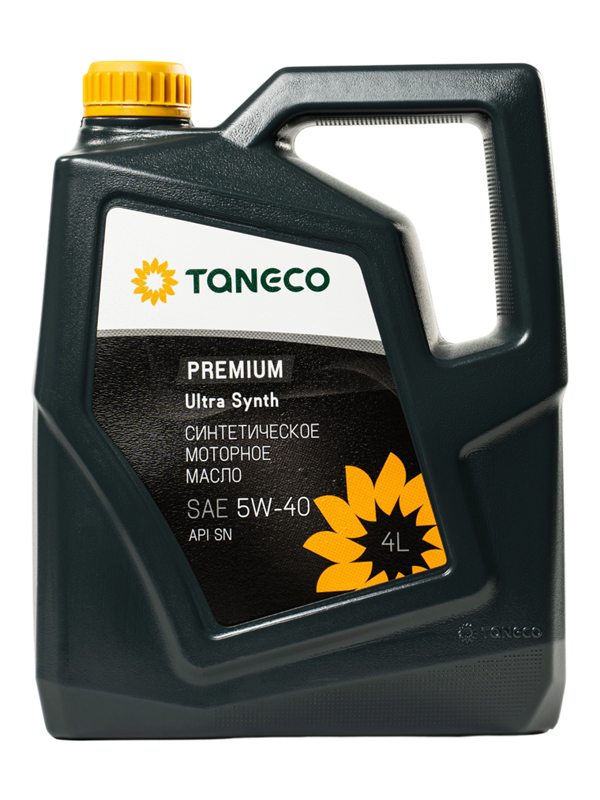 TANECO
PREMIUM
Ultra Synth
СИНТЕТИЧЕСКОЕ
МОТОРНОЕ
МАСЛО
SAE 5W-40
API SN
4L
TANECO